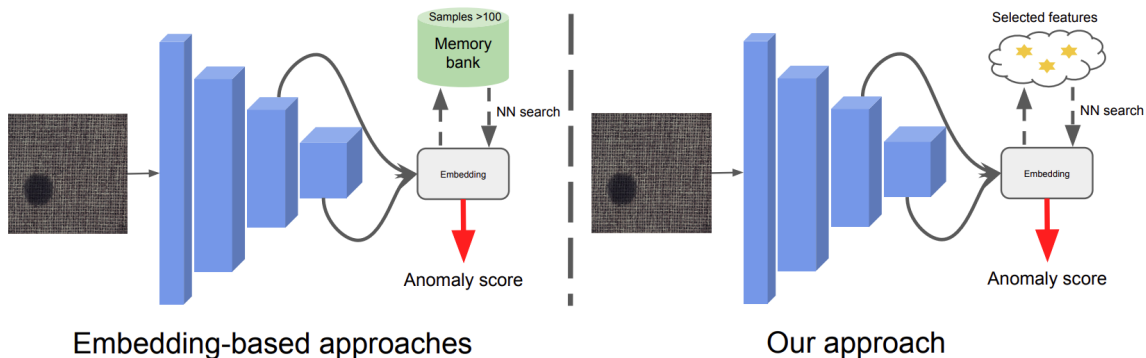 Samples >100
Memory
bank
NN search
Embedding
Anomaly score
Embedding-based approaches
Selected features
NN search
Embedding
Anomaly score
Our approach